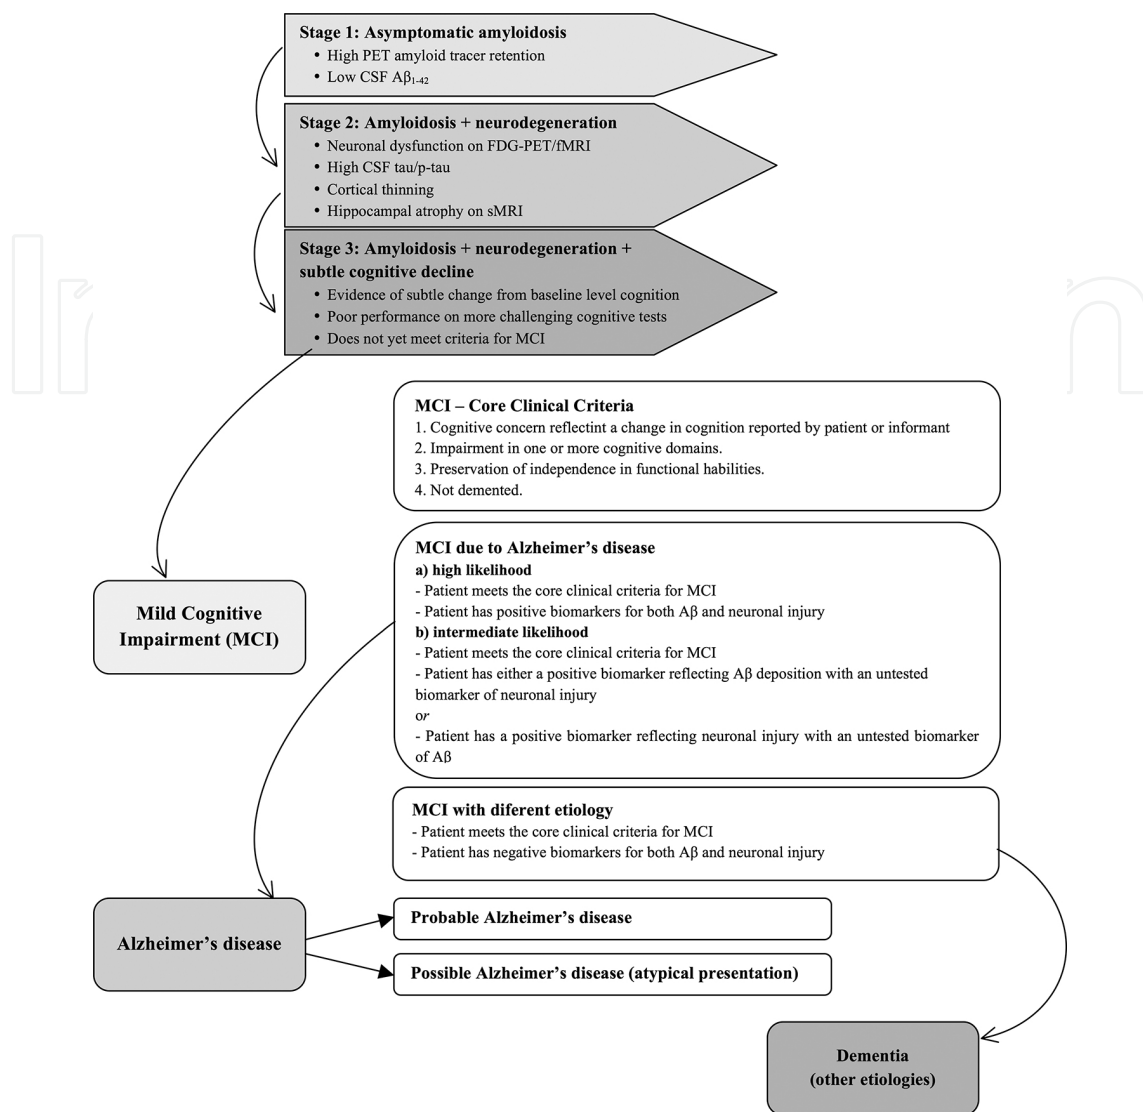 Stage 1: Asymptomatic amyloidosis
• High PET amyloid tracer retention
• Low CSF Aβ₁₋₄₂
Stage 2: Amyloidosis + neurodegeneration
• Neuronal dysfunction on FDG-PET/fMRI
• High CSF tau/p-tau
• Cortical thinning
• Hippocampal atrophy on sMRI
Stage 3: Amyloidosis + neurodegeneration +
subtle cognitive decline
• Evidence of subtle change from baseline level cognition
• Poor performance on more challenging cognitive tests
• Does not yet meet criteria for MCI
MCI – Core Clinical Criteria
1. Cognitive concern reflectint a change in cognition reported by patient or informant
2. Impairment in one or more cognitive domains.
3. Preservation of independence in functional habilities.
4. Not demented.
Mild Cognitive
Impairment (MCI)
MCI due to Alzheimer’s disease
a) high likelihood
- Patient meets the core clinical criteria for MCI
- Patient has positive biomarkers for both Aβ and neuronal injury
b) intermediate likelihood
- Patient meets the core clinical criteria for MCI
- Patient has either a positive biomarker reflecting Aβ deposition with an untested
biomarker of neuronal injury
or
- Patient has a positive biomarker reflecting neuronal injury with an untested biomarker
of Aβ
MCI with diferent etiology
- Patient meets the core clinical criteria for MCI
- Patient has negative biomarkers for both Aβ and neuronal injury
Alzheimer’s disease
Probable Alzheimer’s disease
Possible Alzheimer’s disease (atypical presentation)
Dementia
(other etiologies)